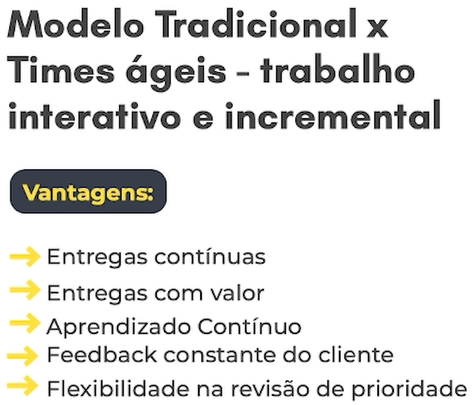 Modelo Tradicional x
Times ágeis - trabalho
interativo e incremental
Vantagens:
Entregas contínuas
Entregas com valor
Aprendizado Contínuo
Feedback constante do cliente
Flexibilidade na revisão de prioridade